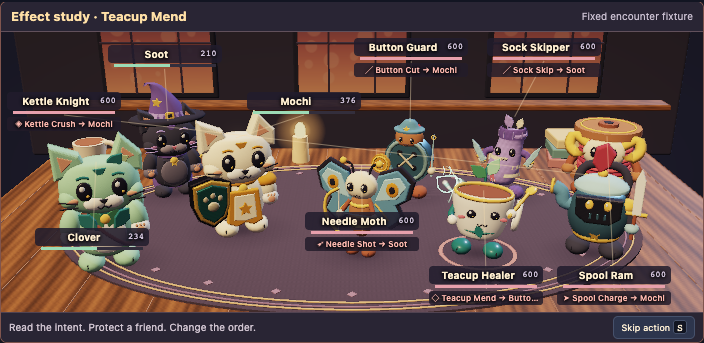 Effect study · Teacup Mend
Fixed encounter fixture
Soot 210
Button Guard 600
Button Cut → Mochi
Sock Skipper 600
Sock Skip → Soot
Kettle Knight 600
Kettle Crush → Mochi
Mochi 376
Clover 234
Needle Moth 600
Needle Shot → Soot
Teacup Healer 600
Teacup Mend → Butto...
Spool Ram 600
Spool Charge → Mochi
Read the intent. Protect a friend. Change the order.
Skip action S